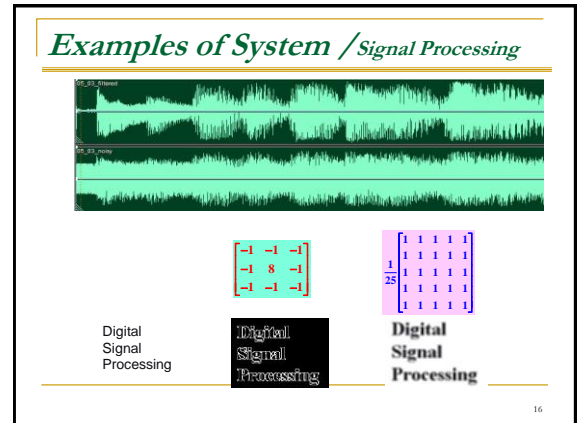 Examples of System / Signal Processing
05_03_filtered
05_03_noisy
-1 -1 -1
-1 8 -1
-1 -1 -1
1
25
1 1 1 1 1
1 1 1 1 1
1 1 1 1 1
1 1 1 1 1
1 1 1 1 1
Digital
Signal
Processing
Digital
Signal
Processing
Digital
Signal
Processing
16